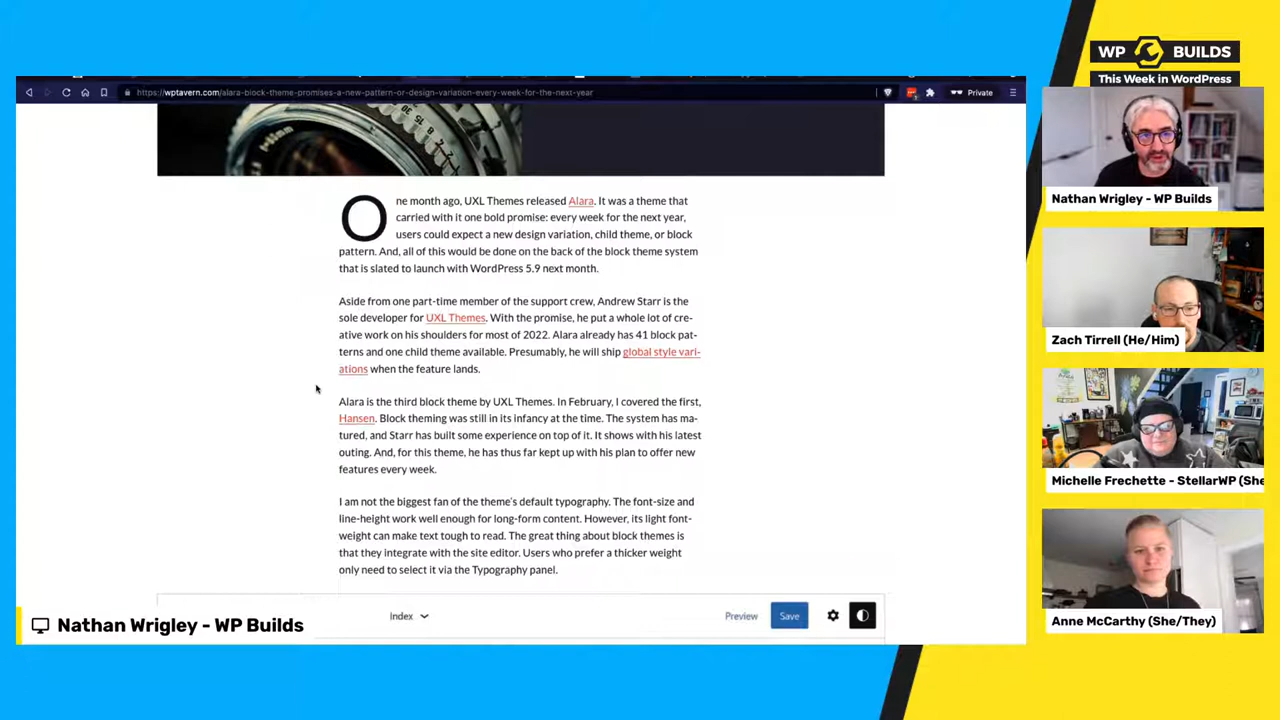 WP BUILDS
This Week in WordPress
https://wptavern.com/alara-block-theme-promises-a-new-pattern-or-design-variation-every-week-for-the-next-year
Private
One month ago, UXL Themes released Alara. It was a theme that
carried with it one bold promise: every week for the next year,
users could expect a new design variation, child theme, or block
pattern. And, all of this would be done on the back of the block theme system
that is slated to launch with WordPress 5.9 next month.
Aside from one part-time member of the support crew, Andrew Starr is the
sole developer for UXL Themes. With the promise, he put a whole lot of cre-
ative work on his shoulders for most of 2022. Alara already has 41 block pat-
terns and one child theme available. Presumably, he will ship global style vari-
ations when the feature lands.
Alara is the third block theme by UXL Themes. In February, I covered the first,
Hansen. Block theming was still in its infancy at the time. The system has ma-
tured, and Starr has built some experience on top of it. It shows with his latest
outing. And, for this theme, he has thus far kept up with his plan to offer new
features every week.
I am not the biggest fan of the theme's default typography. The font-size and
line-height work well enough for long-form content. However, its light font-
weight can make text tough to read. The great thing about block themes is
that they integrate with the site editor. Users who prefer a thicker weight
only need to select it via the Typography panel.
Index
Preview
Save
Nathan Wrigley - WP Builds
Nathan Wrigley - WP Builds
Zach Tirrell (He/Him)
Michelle Frechette - StellarWP (She
Anne McCarthy (She/They)